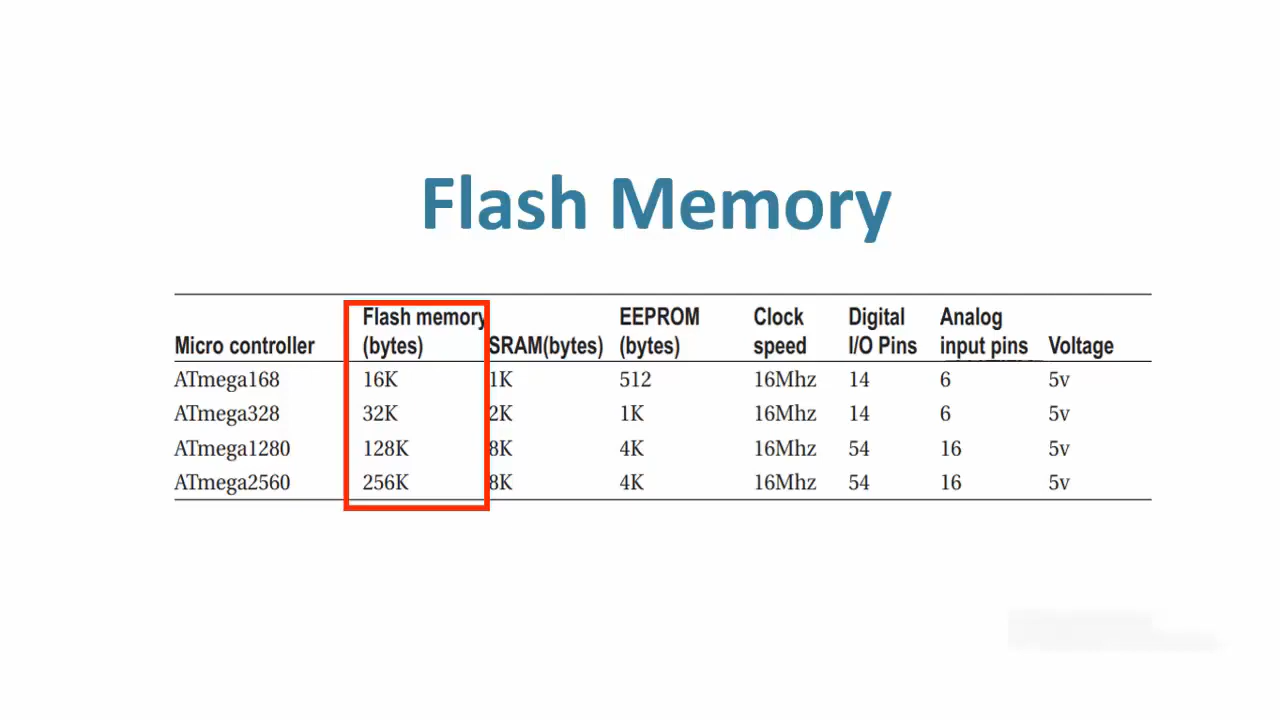 Flash Memory
Micro controller Flash memory (bytes) SRAM(bytes) EEPROM (bytes) Clock speed Digital I/O Pins Analog input pins Voltage
ATmega168 16K 1K 512 16Mhz 14 6 5v
ATmega328 32K 2K 1K 16Mhz 14 6 5v
ATmega1280 128K 8K 4K 16Mhz 54 16 5v
ATmega2560 256K 8K 4K 16Mhz 54 16 5v